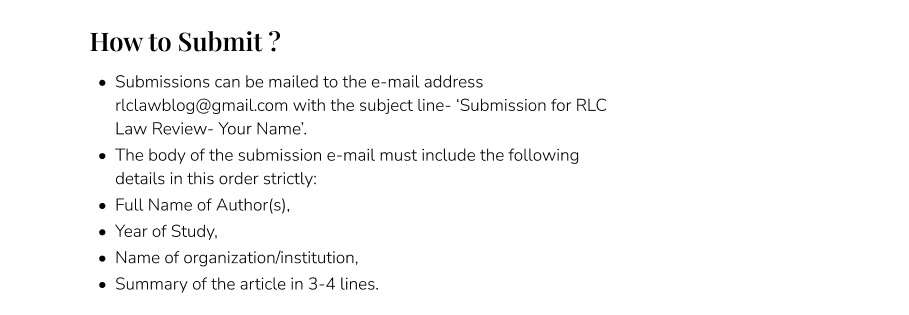 How to Submit ?
• Submissions can be mailed to the e-mail address
rlclawblog@gmail.com with the subject line- ‘Submission for RLC
Law Review- Your Name’.
• The body of the submission e-mail must include the following
details in this order strictly:
• Full Name of Author(s),
• Year of Study,
• Name of organization/institution,
• Summary of the article in 3-4 lines.